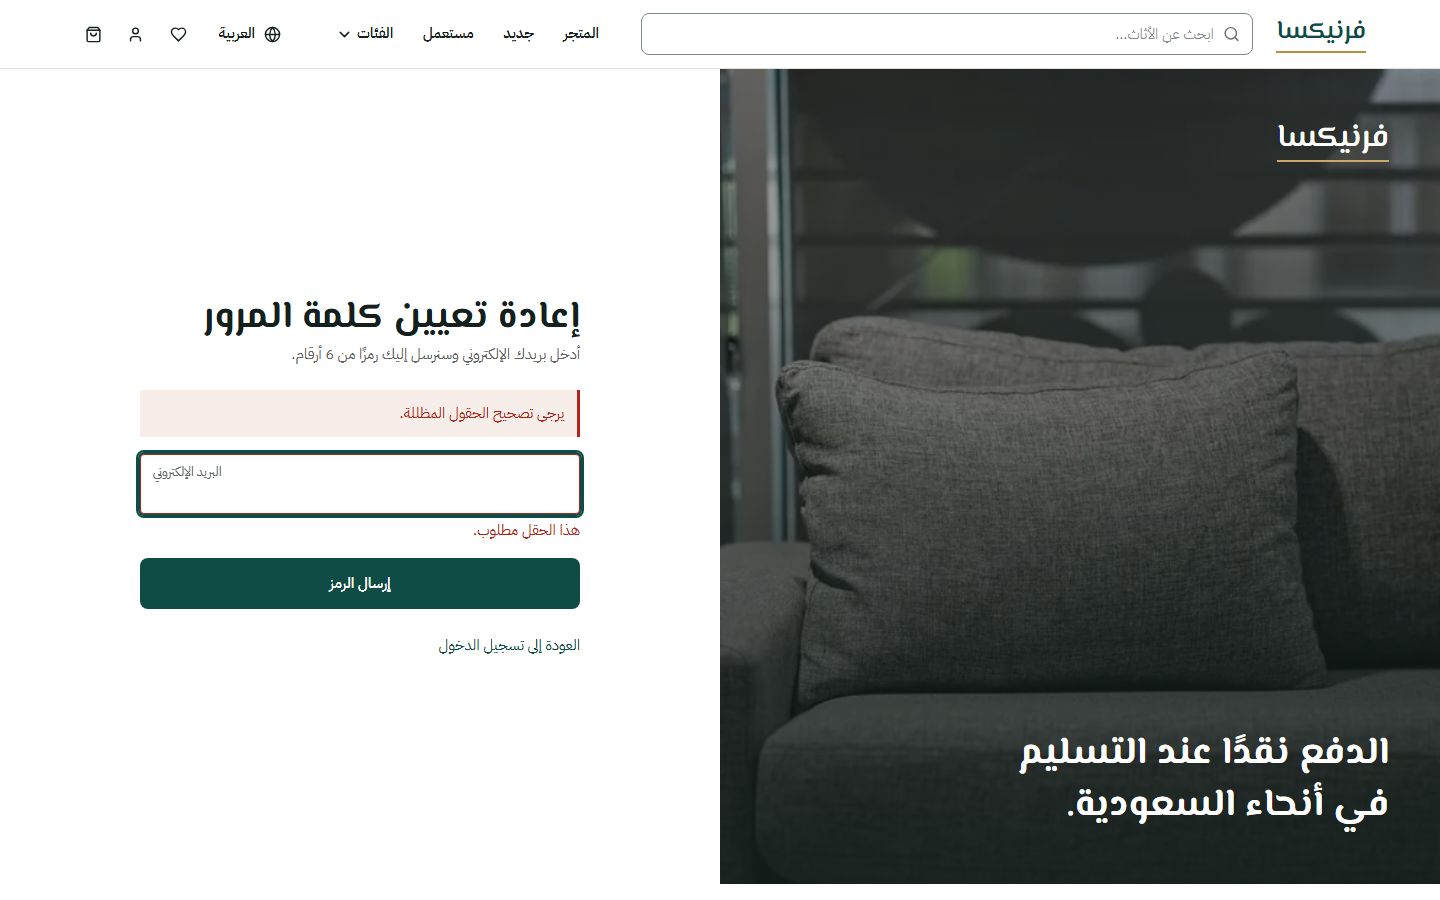 فرنيكسا
ابحث عن الأثاث...
المتجر
جديد
مستعمل
الفئات
العربية
فرنيكسا
الدفع نقدًا عند التسليم
في أنحاء السعودية.
إعادة تعيين كلمة المرور
أدخل بريدك الإلكتروني وسنرسل إليك رمزًا من 6 أرقام.
يرجى تصحيح الحقول المظللة.
البريد الإلكتروني
هذا الحقل مطلوب.
إرسال الرمز
العودة إلى تسجيل الدخول